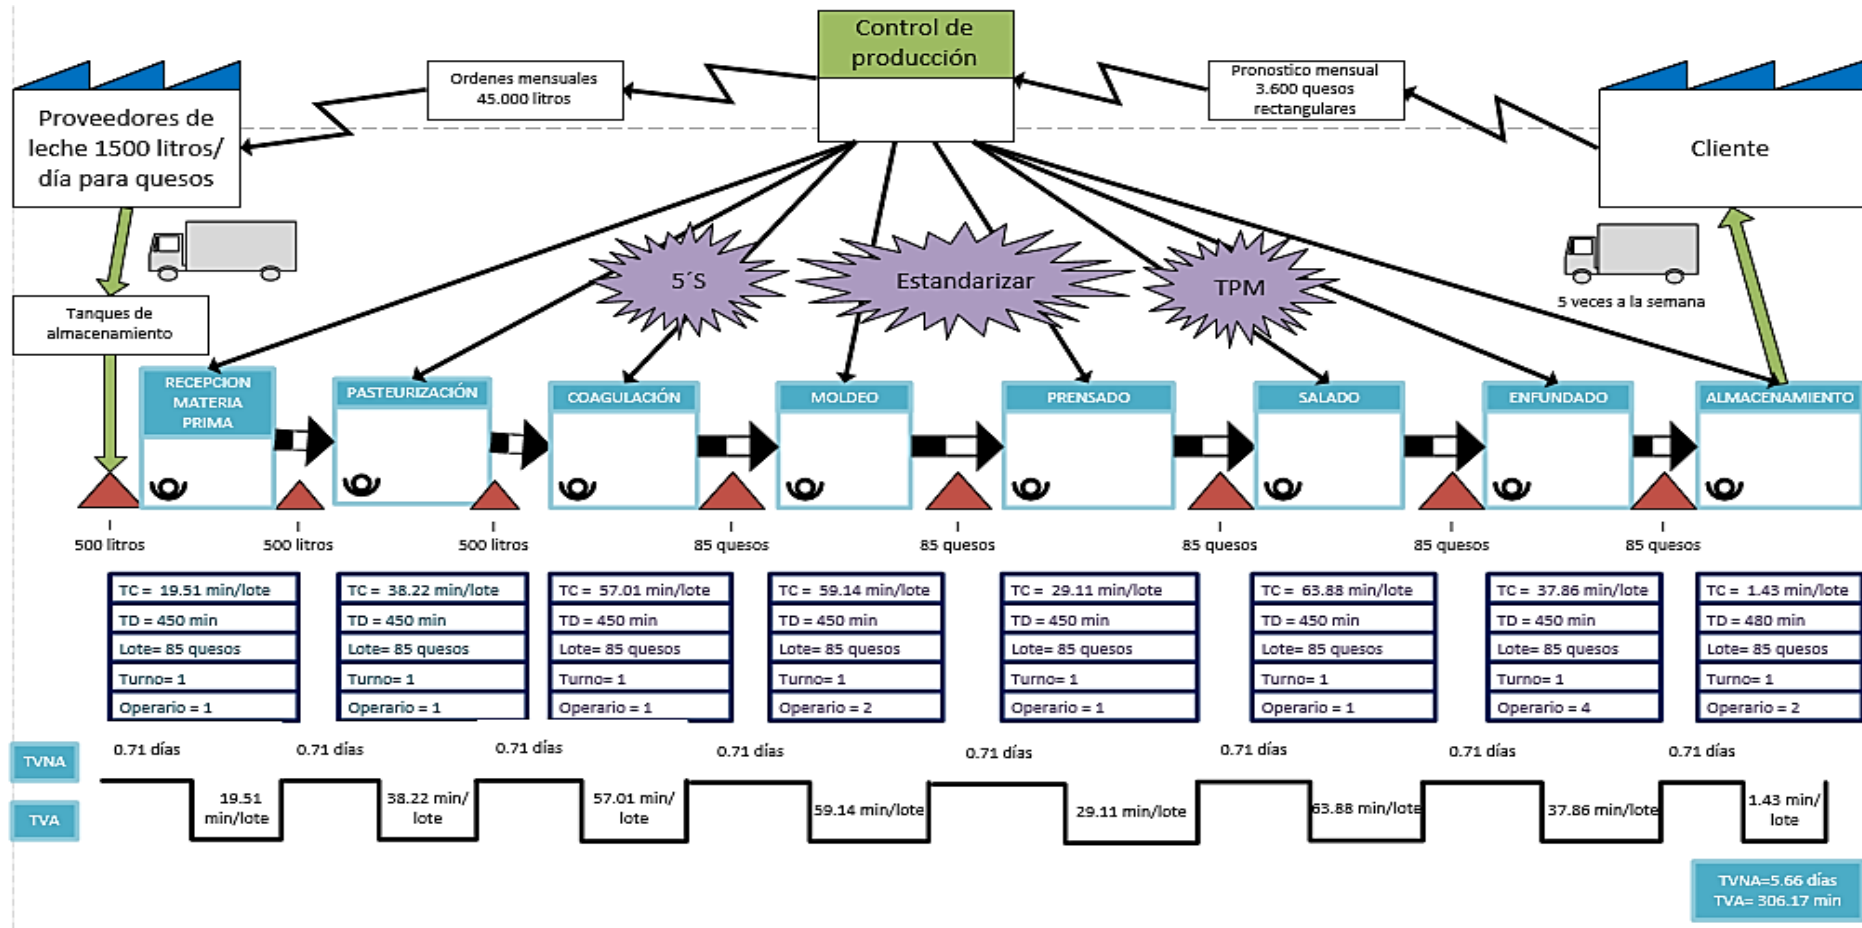 Control de
producción
Ordenes mensuales
45.000 litros
Pronostico mensual
3.600 quesos
rectangulares
Proveedores de
leche 1500 litros/
día para quesos
Cliente
5´S
Estandarizar
TPM
5 veces a la semana
Tanques de
almacenamiento
RECEPCION
MATERIA
PRIMA
PASTEURIZACIÓN
COAGULACIÓN
MOLDEO
PRENSADO
SALADO
ENFUNDADO
ALMACENAMIENTO
500 litros
500 litros
500 litros
85 quesos
85 quesos
85 quesos
85 quesos
85 quesos
TC = 19.51 min/lote
TD = 450 min
Lote= 85 quesos
Turno= 1
Operario = 1
TC = 38.22 min/lote
TD = 450 min
Lote= 85 quesos
Turno= 1
Operario = 1
TC = 57.01 min/lote
TD = 450 min
Lote= 85 quesos
Turno= 1
Operario = 1
TC = 59.14 min/lote
TD = 450 min
Lote= 85 quesos
Turno= 1
Operario = 2
TC = 29.11 min/lote
TD = 450 min
Lote= 85 quesos
Turno= 1
Operario = 1
TC = 63.88 min/lote
TD = 450 min
Lote= 85 quesos
Turno= 1
Operario = 1
TC = 37.86 min/lote
TD = 450 min
Lote= 85 quesos
Turno= 1
Operario = 4
TC = 1.43 min/lote
TD = 480 min
Lote= 85 quesos
Turno= 1
Operario = 2
TVNA
0.71 días
0.71 días
0.71 días
0.71 días
0.71 días
0.71 días
0.71 días
0.71 días
TVA
19.51
min/lote
38.22 min/
lote
57.01 min/
lote
59.14 min/lote
29.11 min/lote
63.88 min/lote
37.86 min/lote
1.43 min/
lote
TVNA=5.66 días
TVA= 306.17 min